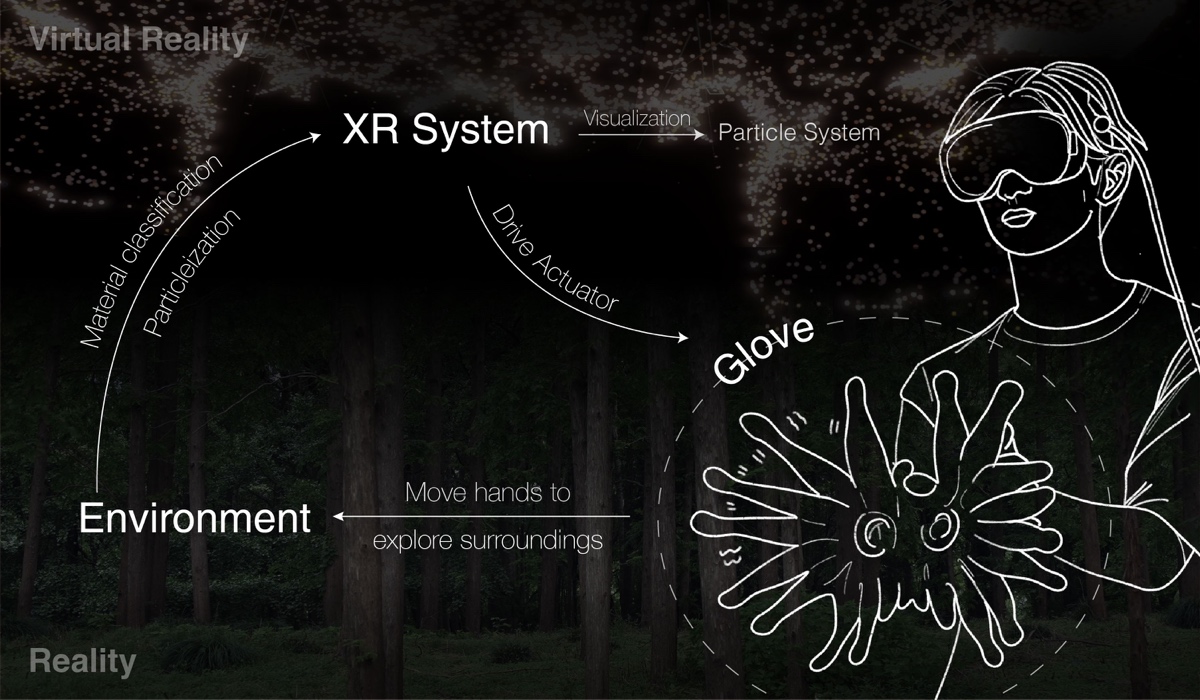 Virtual Reality
XR System
Visualization
Particle System
Material classification
Particleization
Drive Actuator
Glove
Move hands to
explore surroundings
Environment
Reality